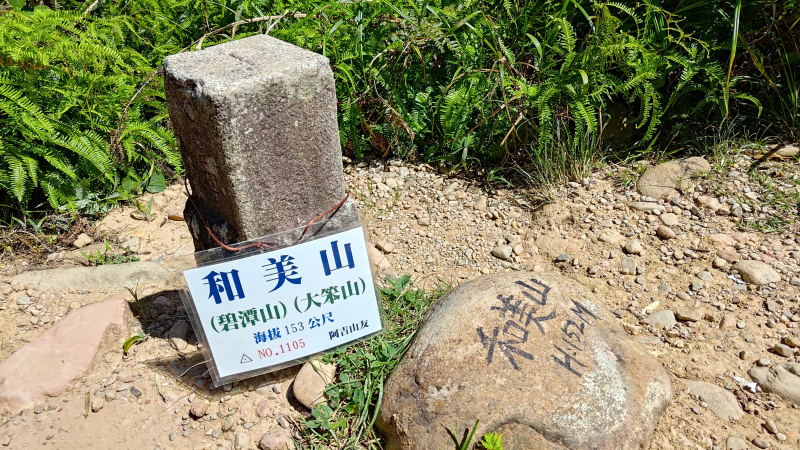 和美山
(碧潭山) (大笨山)
海拔 153 公尺
阿吉山友
△ NO.1105
和美山
H152M